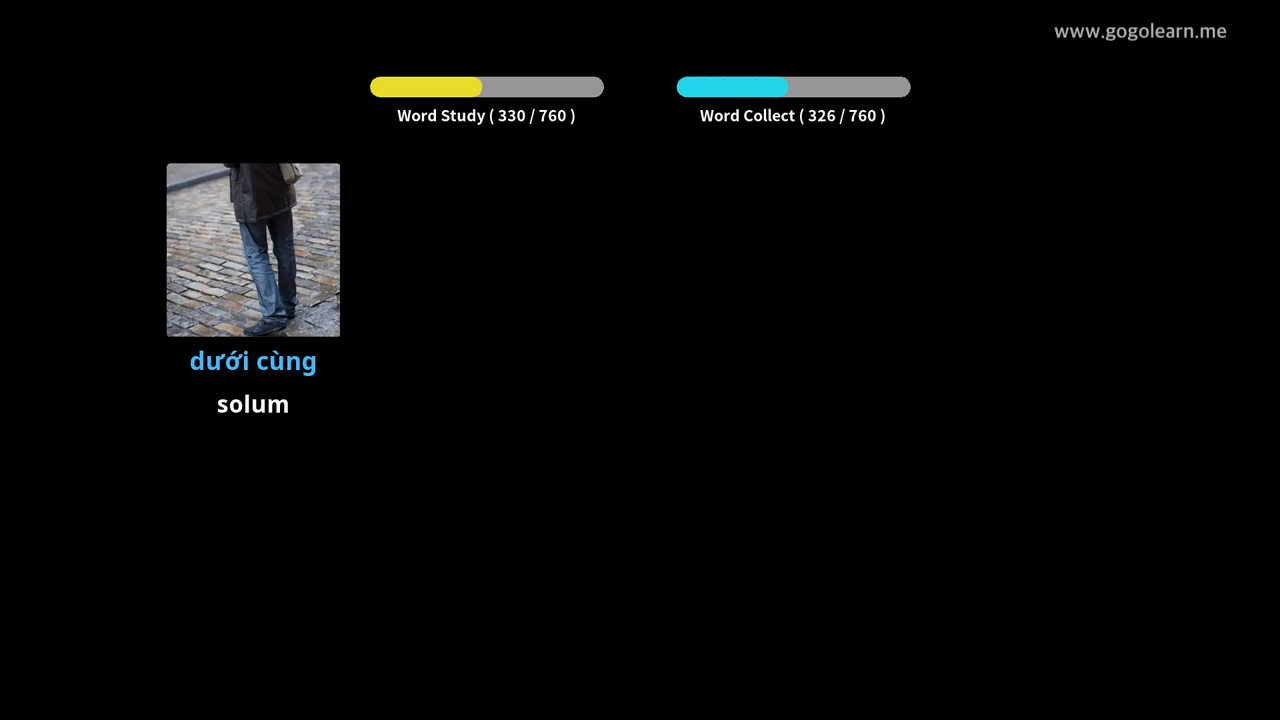 www.gogolearn.me
Word Study ( 330 / 760 )
Word Collect ( 326 / 760 )
dưới cùng
solum